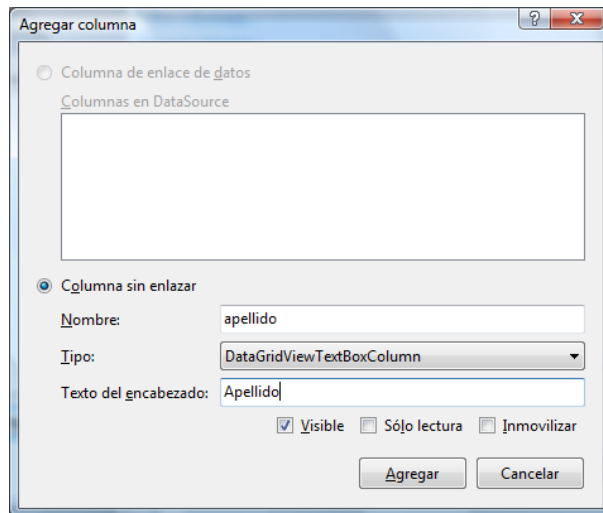 Agregar columna
Columna de enlace de datos
Columnas en DataSource
Columna sin enlazar
Nombre: apellido
Tipo: DataGridViewTextBoxColumn
Texto del encabezado: Apellido
Visible Sólo lectura Inmovilizar
Agregar Cancelar